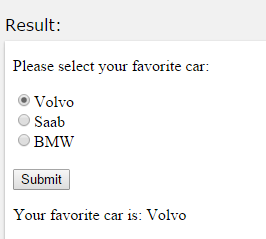 Result:
Please select your favorite car:
Volvo
Saab
BMW
Submit
Your favorite car is: Volvo